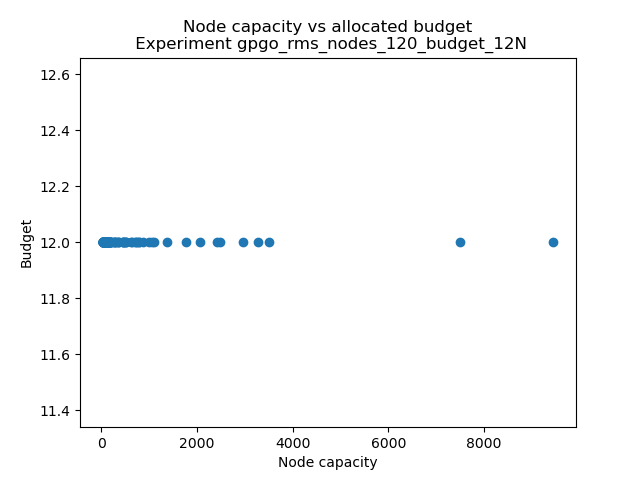 Node capacity vs allocated budget
Experiment gpgo_rms_nodes_120_budget_12N
12.6
12.4
12.2
12.0
11.8
11.6
11.4
Budget
0 2000 4000 6000 8000
Node capacity